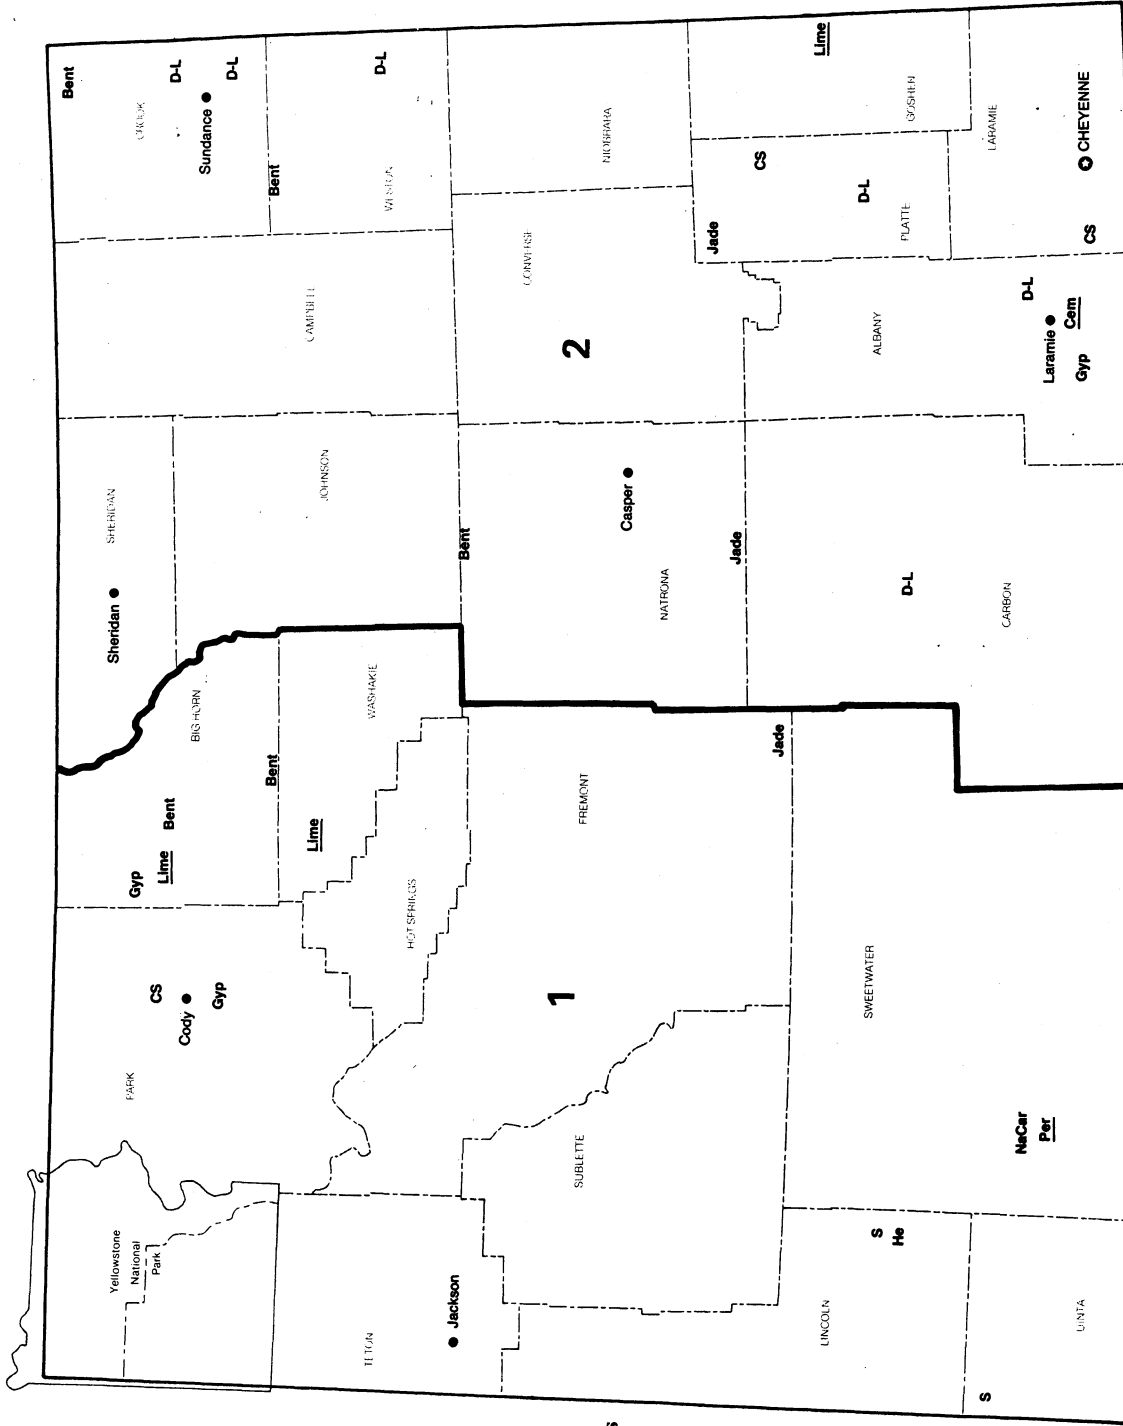 Yellowstone
National
Park
PARK
CS
Cody
Gyp
Gyp
Lime
Bent
BIG HORN
Sheridan
SHERIDAN
Bent
CROOK
D-L
Sundance
D-L
TETON
Jackson
HOT SPRINGS
Lime
Bent
WASHAKIE
JOHNSON
CAMPBELL
Bent
WESTON
D-L
SUBLETTE
1
FREMONT
Bent
NATRONA
Casper
2
CONVERSE
NIOBRARA
LINCOLN
S
He
SWEETWATER
Jade
Jade
Jade
CS
D-L
PLATTE
Lime
GOSHEN
S
UINTA
NaCar
Per
D-L
CARBON
ALBANY
D-L
Laramie
Gyp
Cem
CS
LARAMIE
CHEYENNE